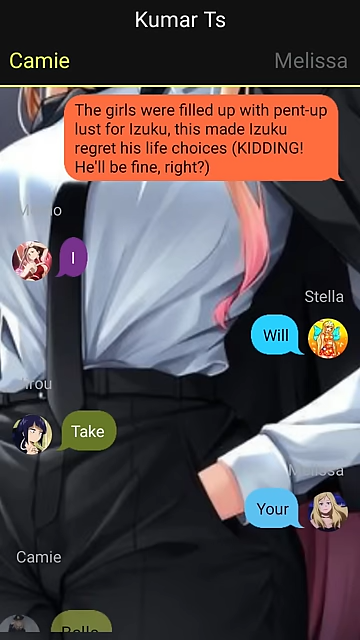 Kumar Ts
Camie
Melissa
The girls were filled up with pent-up
lust for Izuku, this made Izuku
regret his life choices (KIDDING!
He'll be fine, right?)
I
Stella
Will
Take
Melissa
Your
Camie